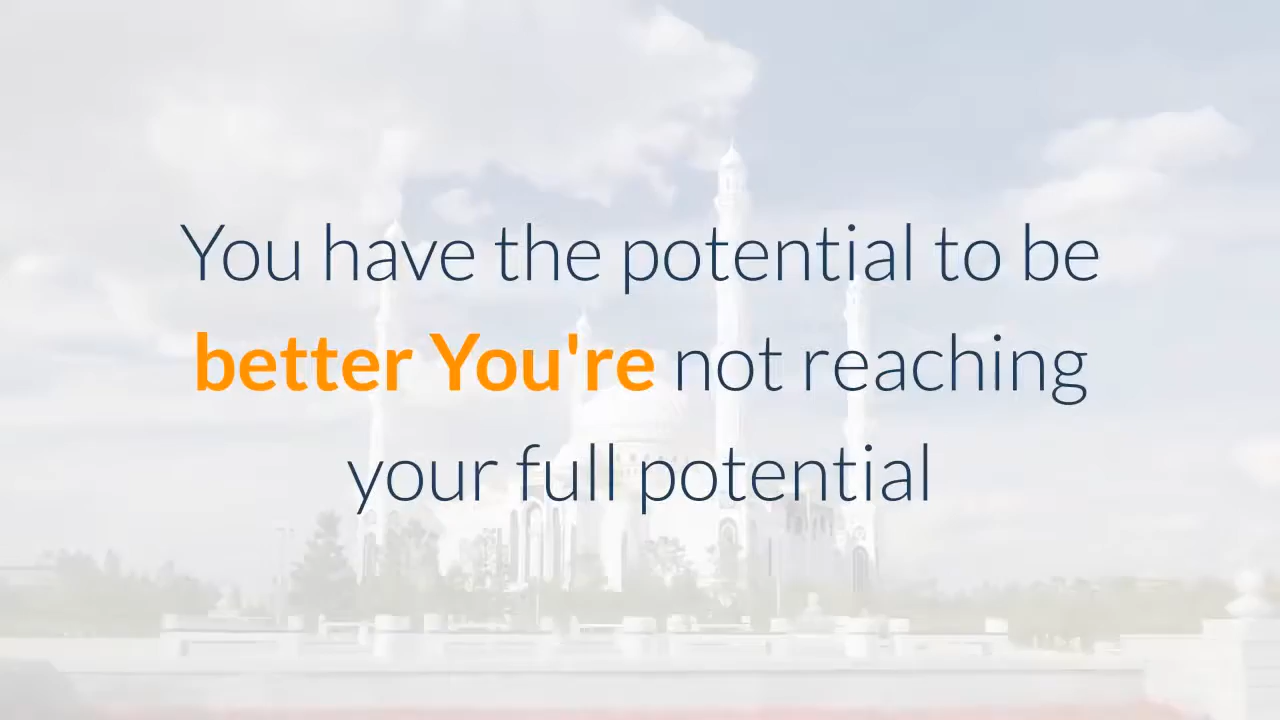 You have the potential to be
better You're not reaching
your full potential